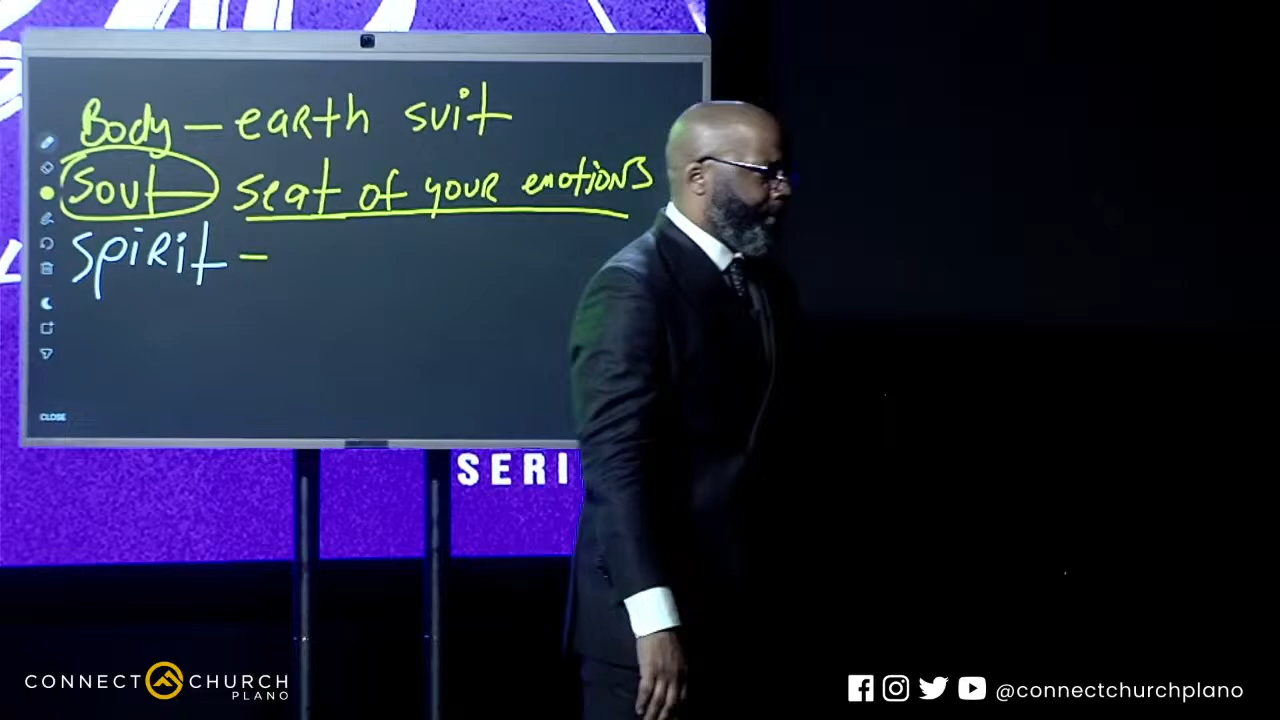 Body – earth suit
Soul – seat of your emotions
Spirit –
CLOSE
SERI
CONNECT CHURCH
PLANO
@connectchurchplano